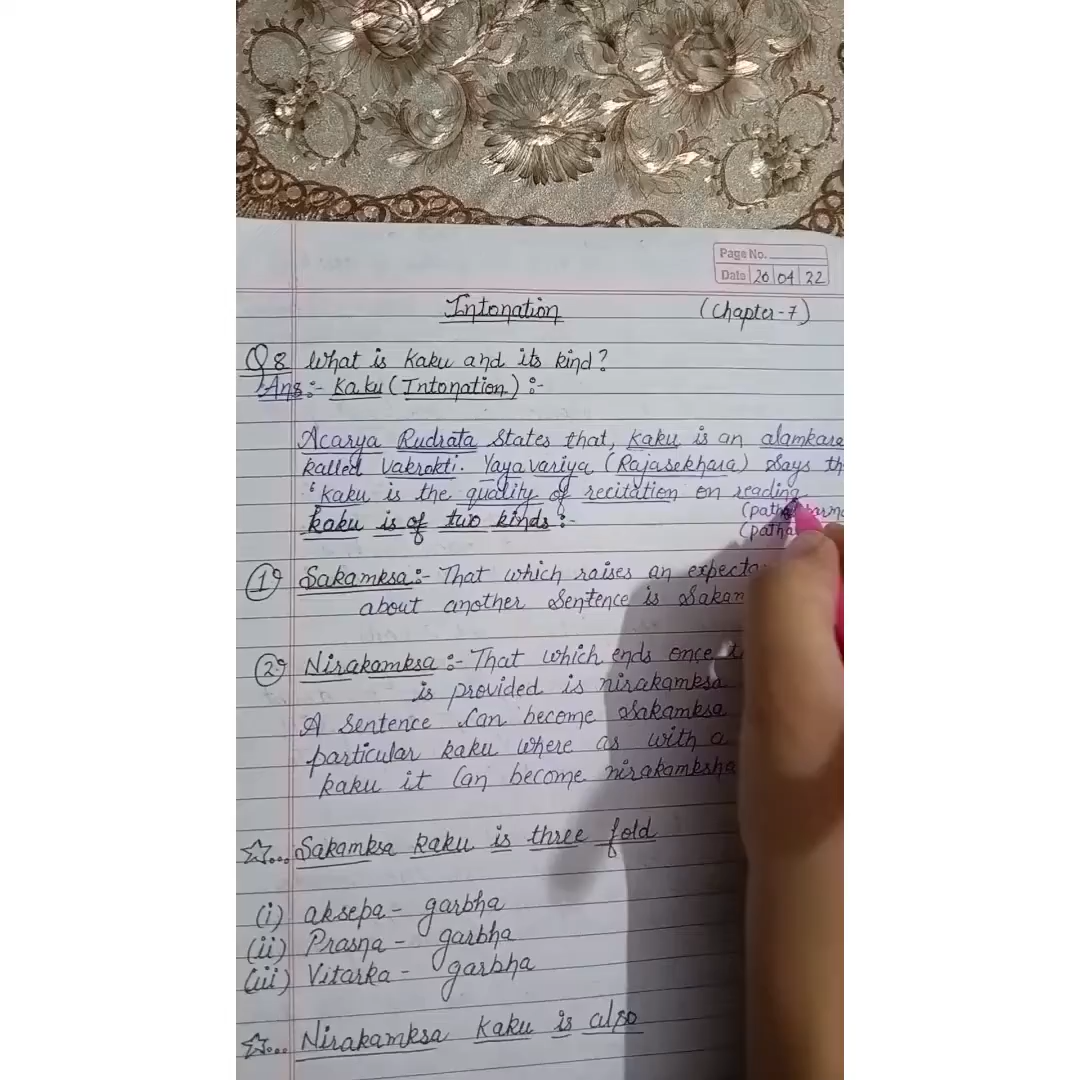 Page No.
Date 20 04 22
Intonation (Chapter-7)
Q8 What is Kaku and its kind?
Ans:- Kaku (Intonation) :-
Acarya Rudrata states that, kaku is an alamkare
kalled Vakrokti. Yayavariya (Rajasekhara) says th
'kaku is the quality of recitation on reading
(path
kaku is of two kinds :-
(patha
(1) Sakamksa:- That which raises an expecta
about another sentence is Sakam
(2) Nirakamksa :- That which ends once t
is provided is nirakamksa
A sentence can become sakamksa
particular kaku where as with a
kaku it can become nirakamksha
☆... Sakamksa kaku is three fold
(i) aksepa - garbha
(ii) Prasna - garbha
(iii) Vitarka - garbha
☆... Nirakamksa Kaku is also